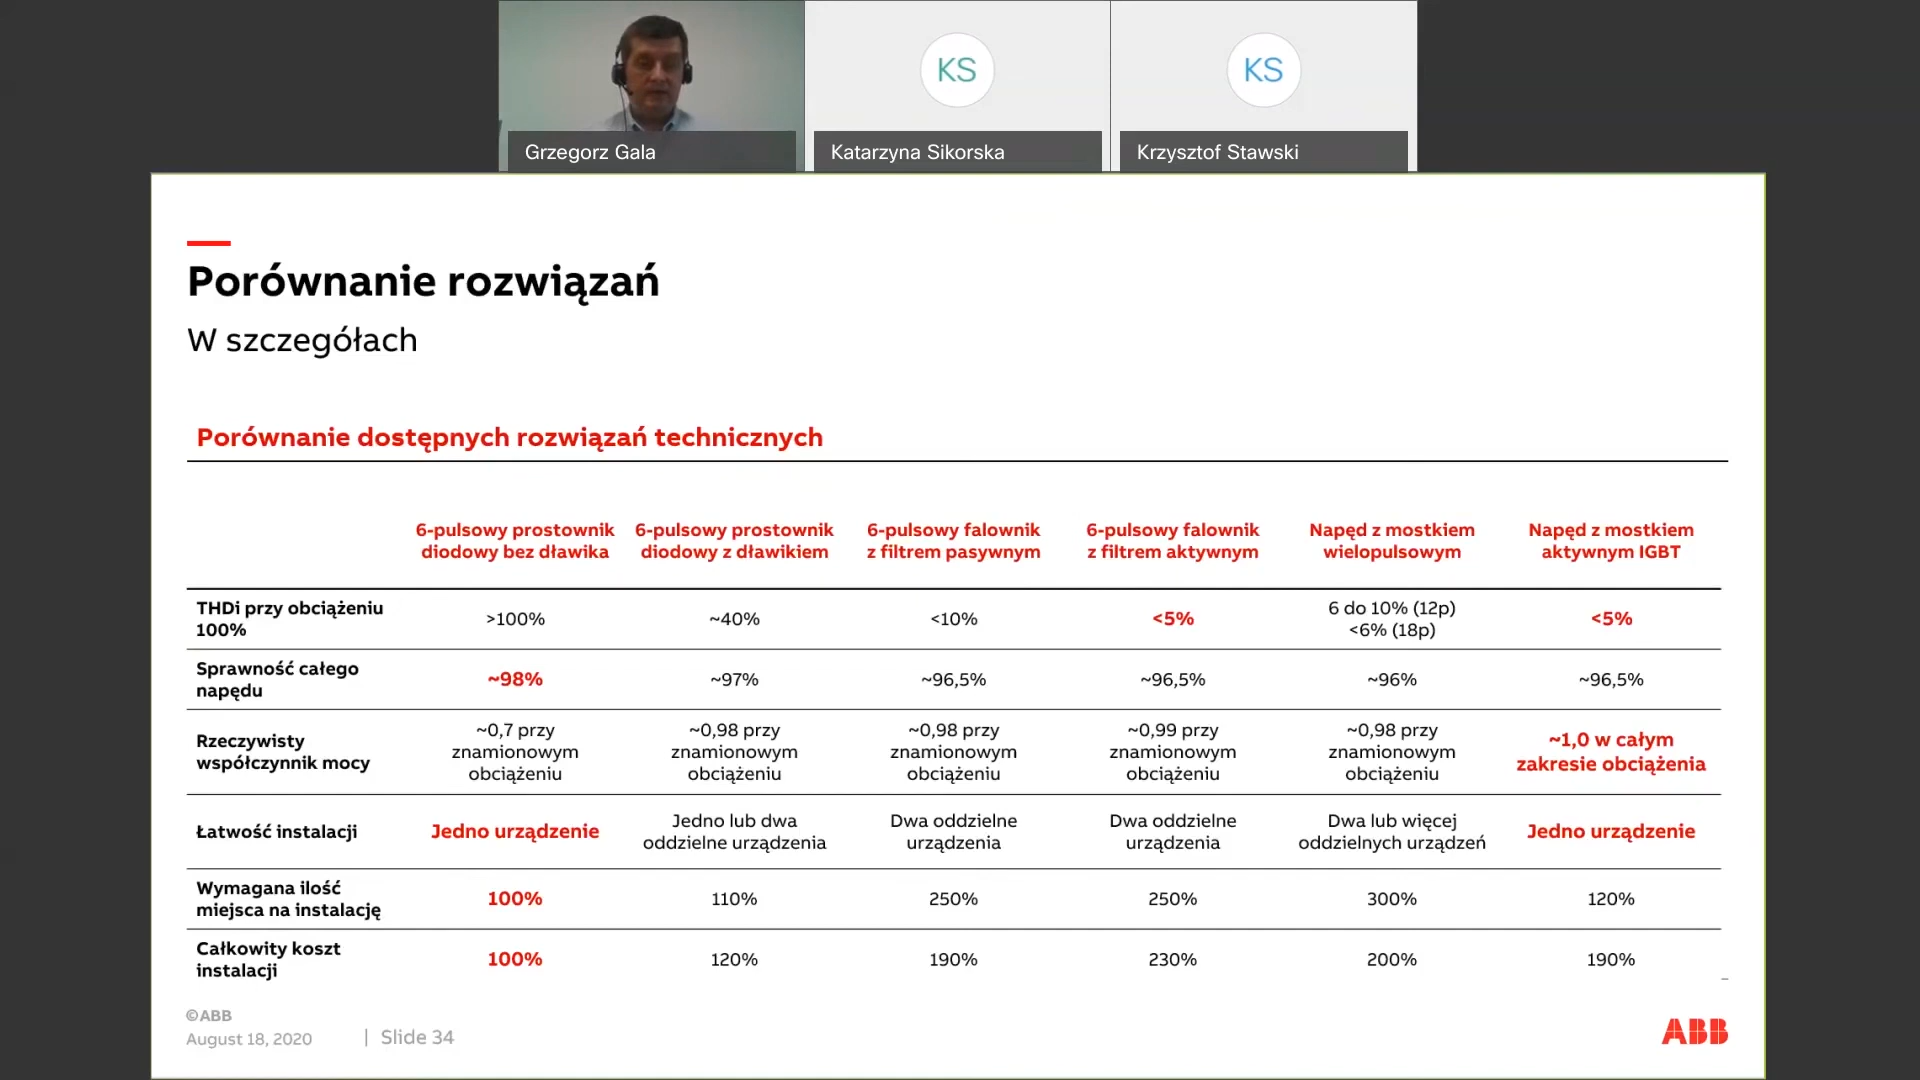 KS
KS
Grzegorz Gala
Katarzyna Sikorska
Krzysztof Stawski
Porównanie rozwiązań
W szczegółach
Porównanie dostępnych rozwiązań technicznych
6-pulsowy prostownik
diodowy bez dławika
6-pulsowy prostownik
diodowy z dławikiem
6-pulsowy falownik
z filtrem pasywnym
6-pulsowy falownik
z filtrem aktywnym
Napęd z mostkiem
wielopulsowym
Napęd z mostkiem
aktywnym IGBT
THDi przy obciążeniu
100%
>100%
~40%
<10%
<5%
6 do 10% (12p)
<6% (18p)
<5%
Sprawność całego
napędu
~98%
~97%
~96,5%
~96,5%
~96%
~96,5%
Rzeczywisty
współczynnik mocy
~0,7 przy
znamionowym
obciążeniu
~0,98 przy
znamionowym
obciążeniu
~0,98 przy
znamionowym
obciążeniu
~0,99 przy
znamionowym
obciążeniu
~0,98 przy
znamionowym
obciążeniu
~1,0 w całym
zakresie obciążenia
Łatwość instalacji
Jedno urządzenie
Jedno lub dwa
oddzielne urządzenia
Dwa oddzielne
urządzenia
Dwa oddzielne
urządzenia
Dwa lub więcej
oddzielnych urządzeń
Jedno urządzenie
Wymagana ilość
miejsca na instalację
100%
110%
250%
250%
300%
120%
Całkowity koszt
instalacji
100%
120%
190%
230%
200%
190%
©ABB
August 18, 2020 | Slide 34
ABB